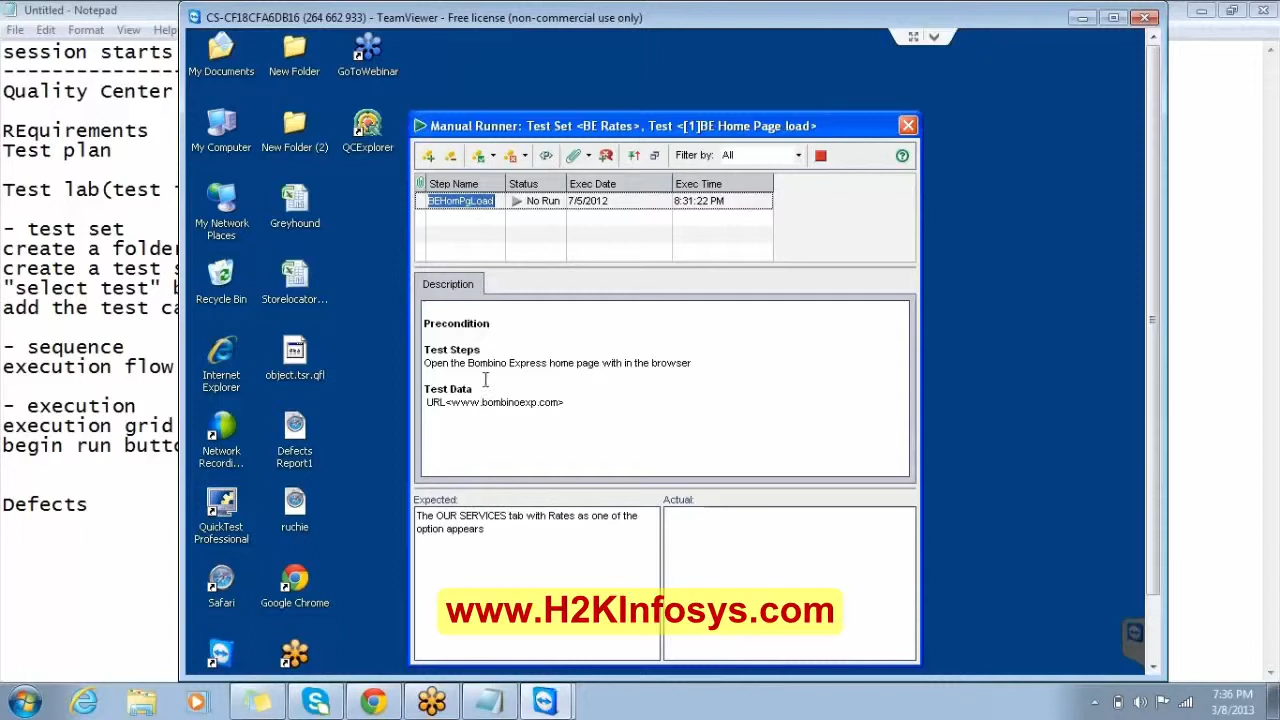 Untitled - Notepad
File Edit Format View Help
session starts
--------------
Quality Center
REquirements
Test plan
Test lab(test
- test set
create a folder
create a test
"select test"
add the test
- sequence
execution flow
- execution
execution grid
begin run
Defects
CS-CF18CFA6DB16 (264 662 933) - TeamViewer - Free license (non-commercial use only)
My Documents
New Folder
GoToWebinar
My Computer
New Folder (2)
QCExplorer
My Network
Places
Greyhound
Recycle Bin
Storelocator...
Internet
Explorer
object.tsr.qfl
Network
Recordi...
Defects
Report1
QuickTest
Professional
ruchie
Safari
Google Chrome
Manual Runner: Test Set <BE Rates>, Test <[1]BE Home Page load>
Filter by: All
Step Name Status Exec Date Exec Time
BEHomPgLoad No Run 7/5/2012 8:31:22 PM
Description
Precondition
Test Steps
Open the Bombino Express home page with in the browser
Test Data
URL<www.bombinoexp.com>
Expected: Actual:
The OUR SERVICES tab with Rates as one of the
option appears
www.H2KInfosys.com
7:36 PM
3/8/2013